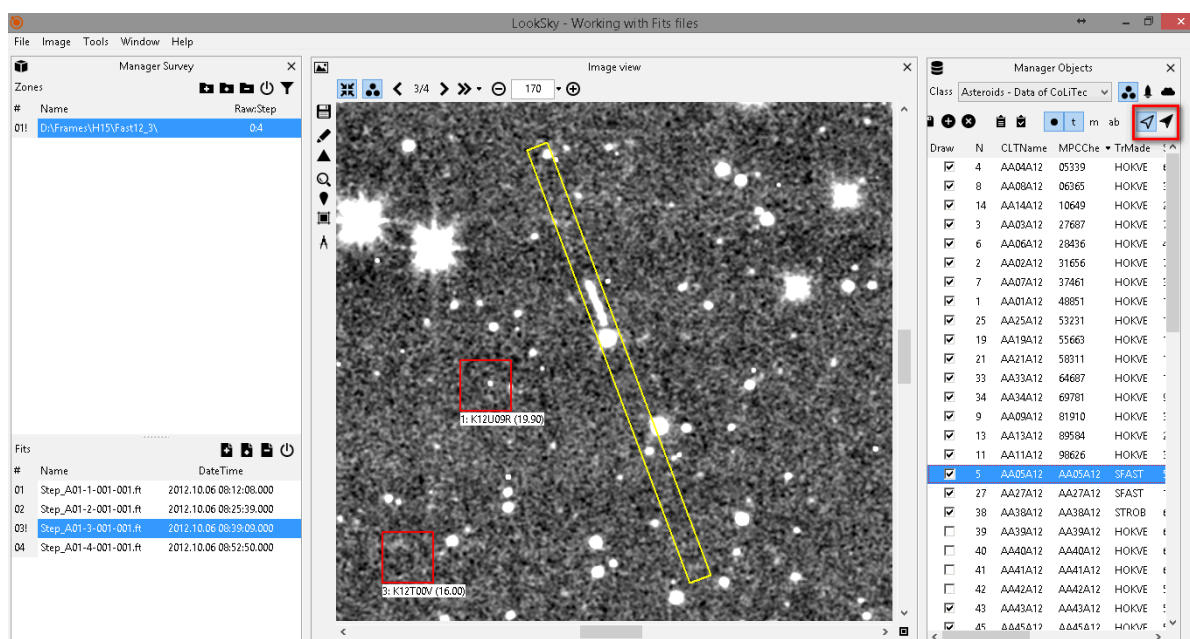 LookSky - Working with Fits files
File Image Tools Window Help
Manager Survey
Zones
# Name Raw:Step
01! D:\Frames\H15\Fast12_3\ 0:4
Fits
# Name DateTime
01 Step_A01-1-001-001.ft 2012.10.06 08:12:08.000
02 Step_A01-2-001-001.ft 2012.10.06 08:25:39.000
03! Step_A01-3-001-001.ft 2012.10.06 08:39:09.000
04 Step_A01-4-001-001.ft 2012.10.06 08:52:50.000
Image view
3/4 170
1: K12U09R (19.90)
3: K12T00V (16.00)
Manager Objects
Class Asteroids - Data of CoLiTec
t m ab
Draw N CLTName MPCChe TrMade
4 AA04A12 05339 HOKVE
8 AA08A12 06365 HOKVE
14 AA14A12 10649 HOKVE
3 AA03A12 27687 HOKVE
6 AA06A12 28436 HOKVE
2 AA02A12 31656 HOKVE
7 AA07A12 37461 HOKVE
1 AA01A12 48851 HOKVE
25 AA25A12 53231 HOKVE
19 AA19A12 55663 HOKVE
21 AA21A12 58311 HOKVE
33 AA33A12 64687 HOKVE
34 AA34A12 69781 HOKVE
9 AA09A12 81910 HOKVE
13 AA13A12 89584 HOKVE
11 AA11A12 98626 HOKVE
5 AA05A12 AA05A12 SFAST
27 AA27A12 AA27A12 SFAST
38 AA38A12 AA38A12 STROB
39 AA39A12 AA39A12 HOKVE
40 AA40A12 AA40A12 HOKVE
41 AA41A12 AA41A12 HOKVE
42 AA42A12 AA42A12 HOKVE
43 AA43A12 AA43A12 HOKVE
45 AA45A12 AA45A12 HOKVE